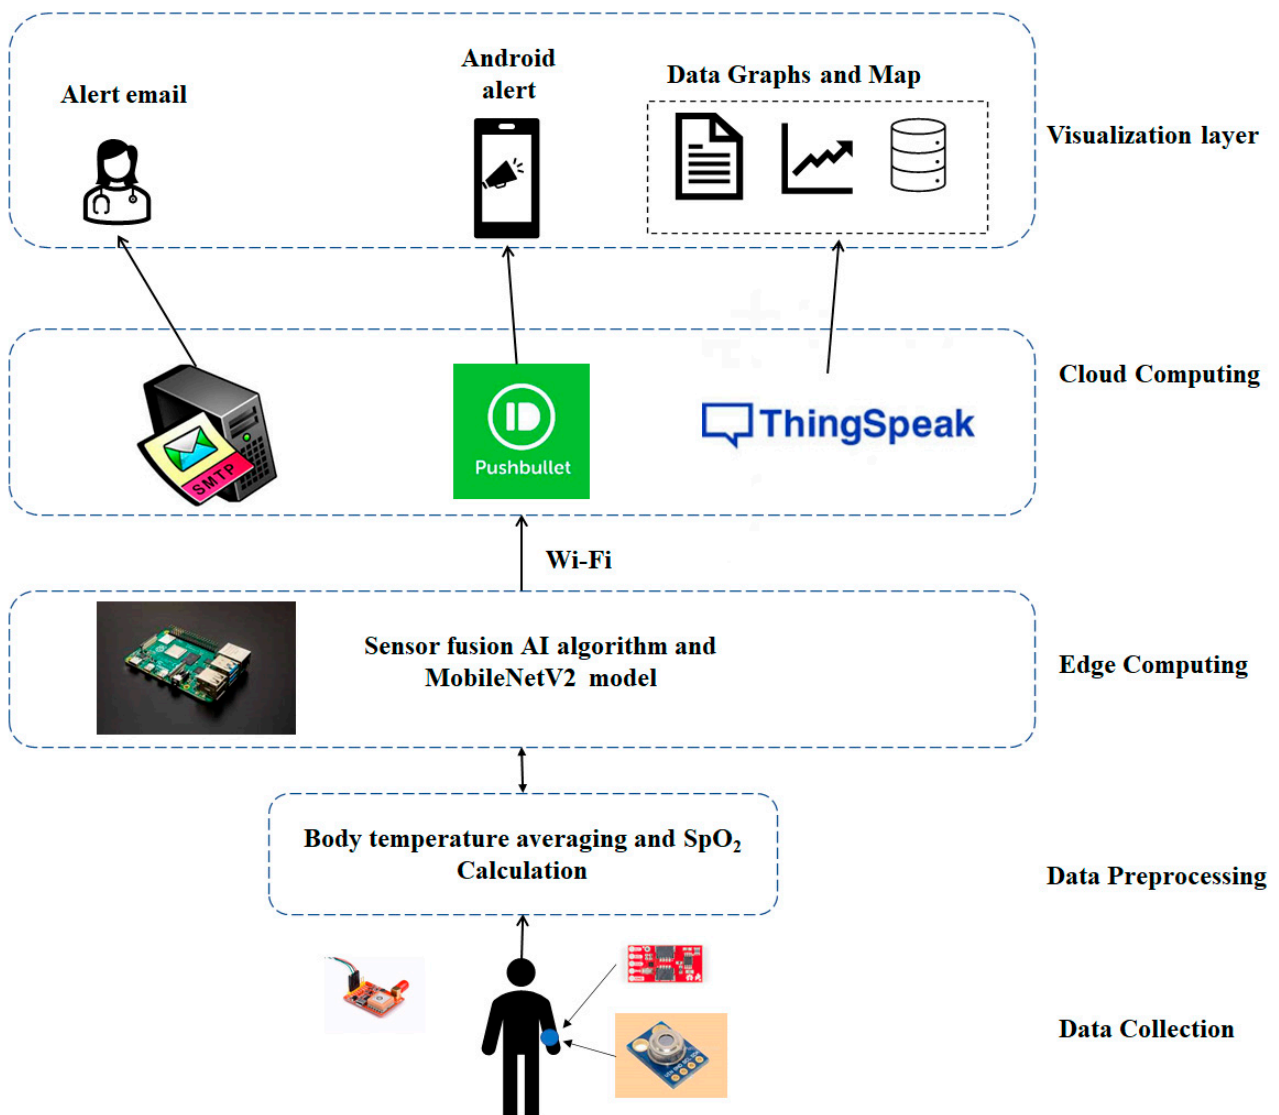 Alert email
Android
alert
Data Graphs and Map
Visualization layer
SMTP
Pushbullet
ThingSpeak
Cloud Computing
Wi-Fi
Sensor fusion AI algorithm and
MobileNetV2 model
Edge Computing
Body temperature averaging and SpO₂
Calculation
Data Preprocessing
Data Collection